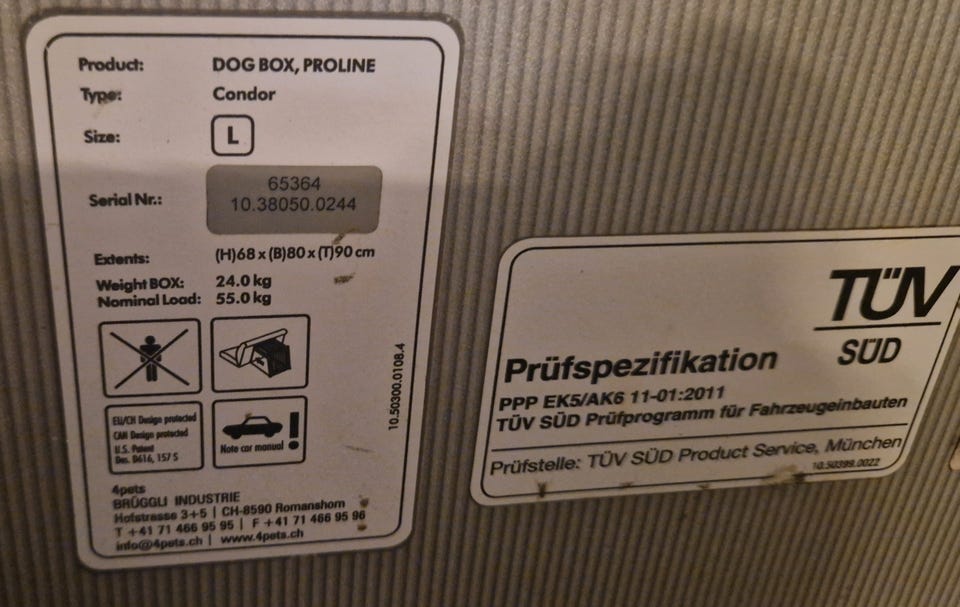 Product: DOG BOX, PROLINE
Type: Condor
Size: L
Serial Nr.: 65364
10.38050.0244
Extents: (H)68 x (B)80 x (T)90 cm
Weight BOX: 24.0 kg
Nominal Load: 55.0 kg
EU/CH Design protected
CAN Design protected
U.S. Patent
Des. D616, 157 S
Note car manual !
10.50300.0108.4
4pets
BRÜGGLI INDUSTRIE
Hofstrasse 3+5 | CH-8590 Romanshorn
T +41 71 466 95 95 | F +41 71 466 95 96
info@4pets.ch | www.4pets.ch
TÜV
SÜD
Prüfspezifikation
PPP EK5/AK6 11-01:2011
TÜV SÜD Prüfprogramm für Fahrzeugeinbauten
Prüfstelle: TÜV SÜD Product Service, München
10.50399.0022